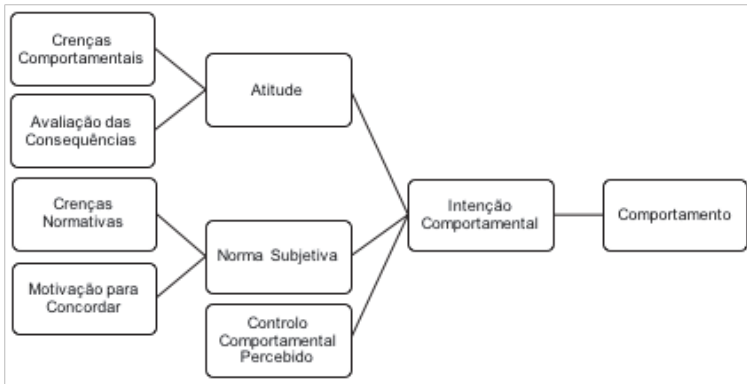 Crenças
Comportamentais
Avaliação das
Consequências
Crenças
Normativas
Motivação para
Concordar
Atitude
Norma Subjetiva
Controlo
Comportamental
Percebido
Intenção
Comportamental
Comportamento